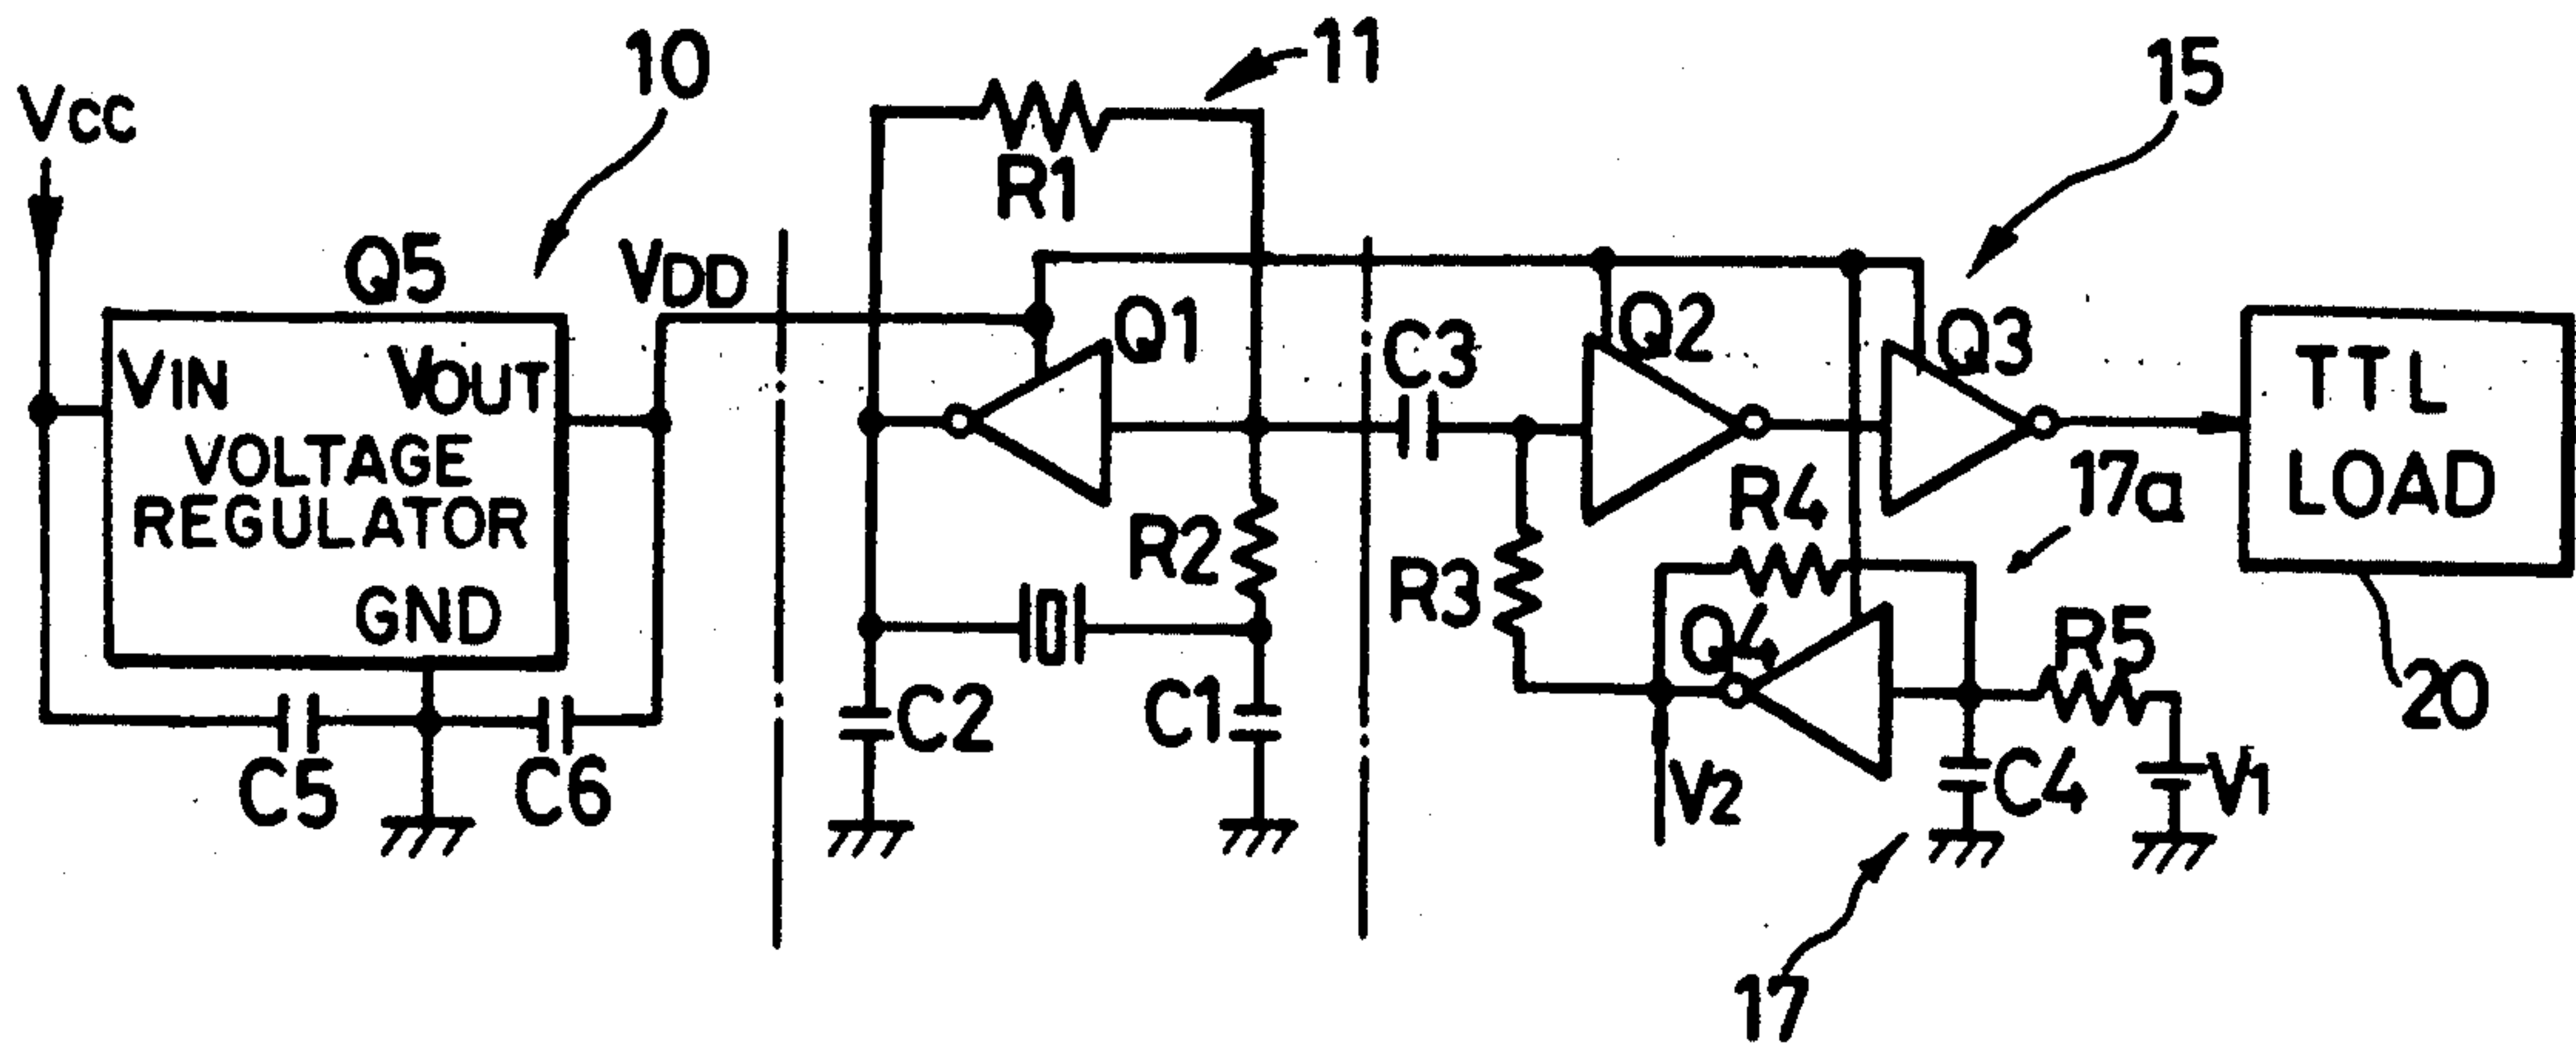 10
11
15
VCC
Q5
VDD
VIN
VOUT
VOLTAGE
REGULATOR
GND
C5
C6
R1
Q1
R2
C2
C1
C3
Q2
Q3
R3
R4
17a
Q4
R5
V2
C4
V1
17
TTL
LOAD
20